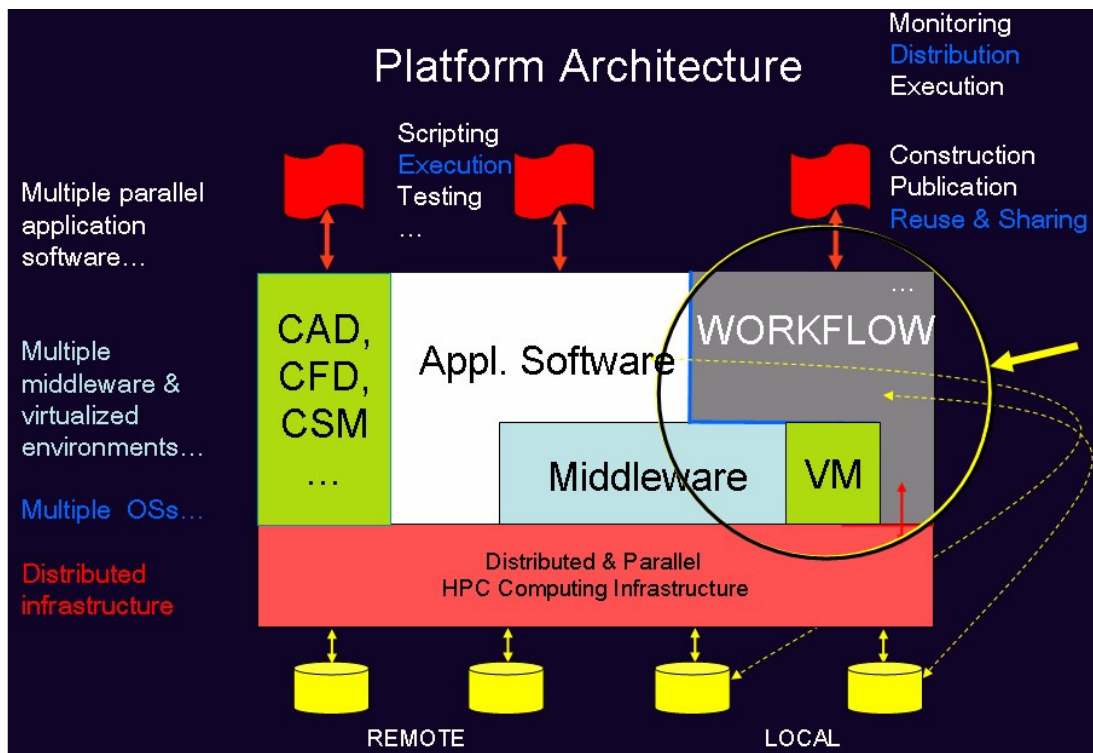 Platform Architecture
Monitoring
Distribution
Execution
Scripting
Execution
Testing
…
Construction
Publication
Reuse & Sharing
…
Multiple parallel
application
software…
Multiple
middleware &
virtualized
environments…
Multiple OSs…
Distributed
infrastructure
CAD,
CFD,
CSM
…
Appl. Software
WORKFLOW
Middleware
VM
Distributed & Parallel
HPC Computing Infrastructure
REMOTE
LOCAL